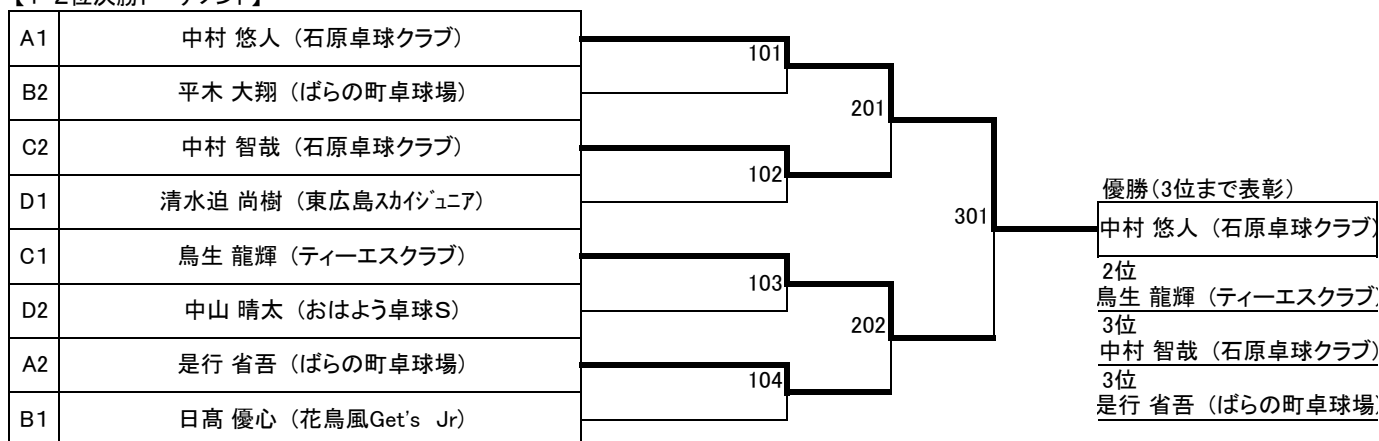 A1 中村 悠人（石原卓球クラブ）
101
B2 平木 大翔（ばらの町卓球場）
201
C2 中村 智哉（石原卓球クラブ）
102
D1 清水迫 尚樹（東広島ｽｶｲｼﾞｭﾆｱ）
301
C1 鳥生 龍輝（ティーエスクラブ）
103
D2 中山 晴太（おはよう卓球S）
202
A2 是行 省吾（ばらの町卓球場）
104
B1 日髙 優心（花鳥風Get's Jr）
優勝（3位まで表彰）
中村 悠人（石原卓球クラブ）
2位
鳥生 龍輝（ティーエスクラブ）
3位
中村 智哉（石原卓球クラブ）
3位
是行 省吾（ばらの町卓球場）